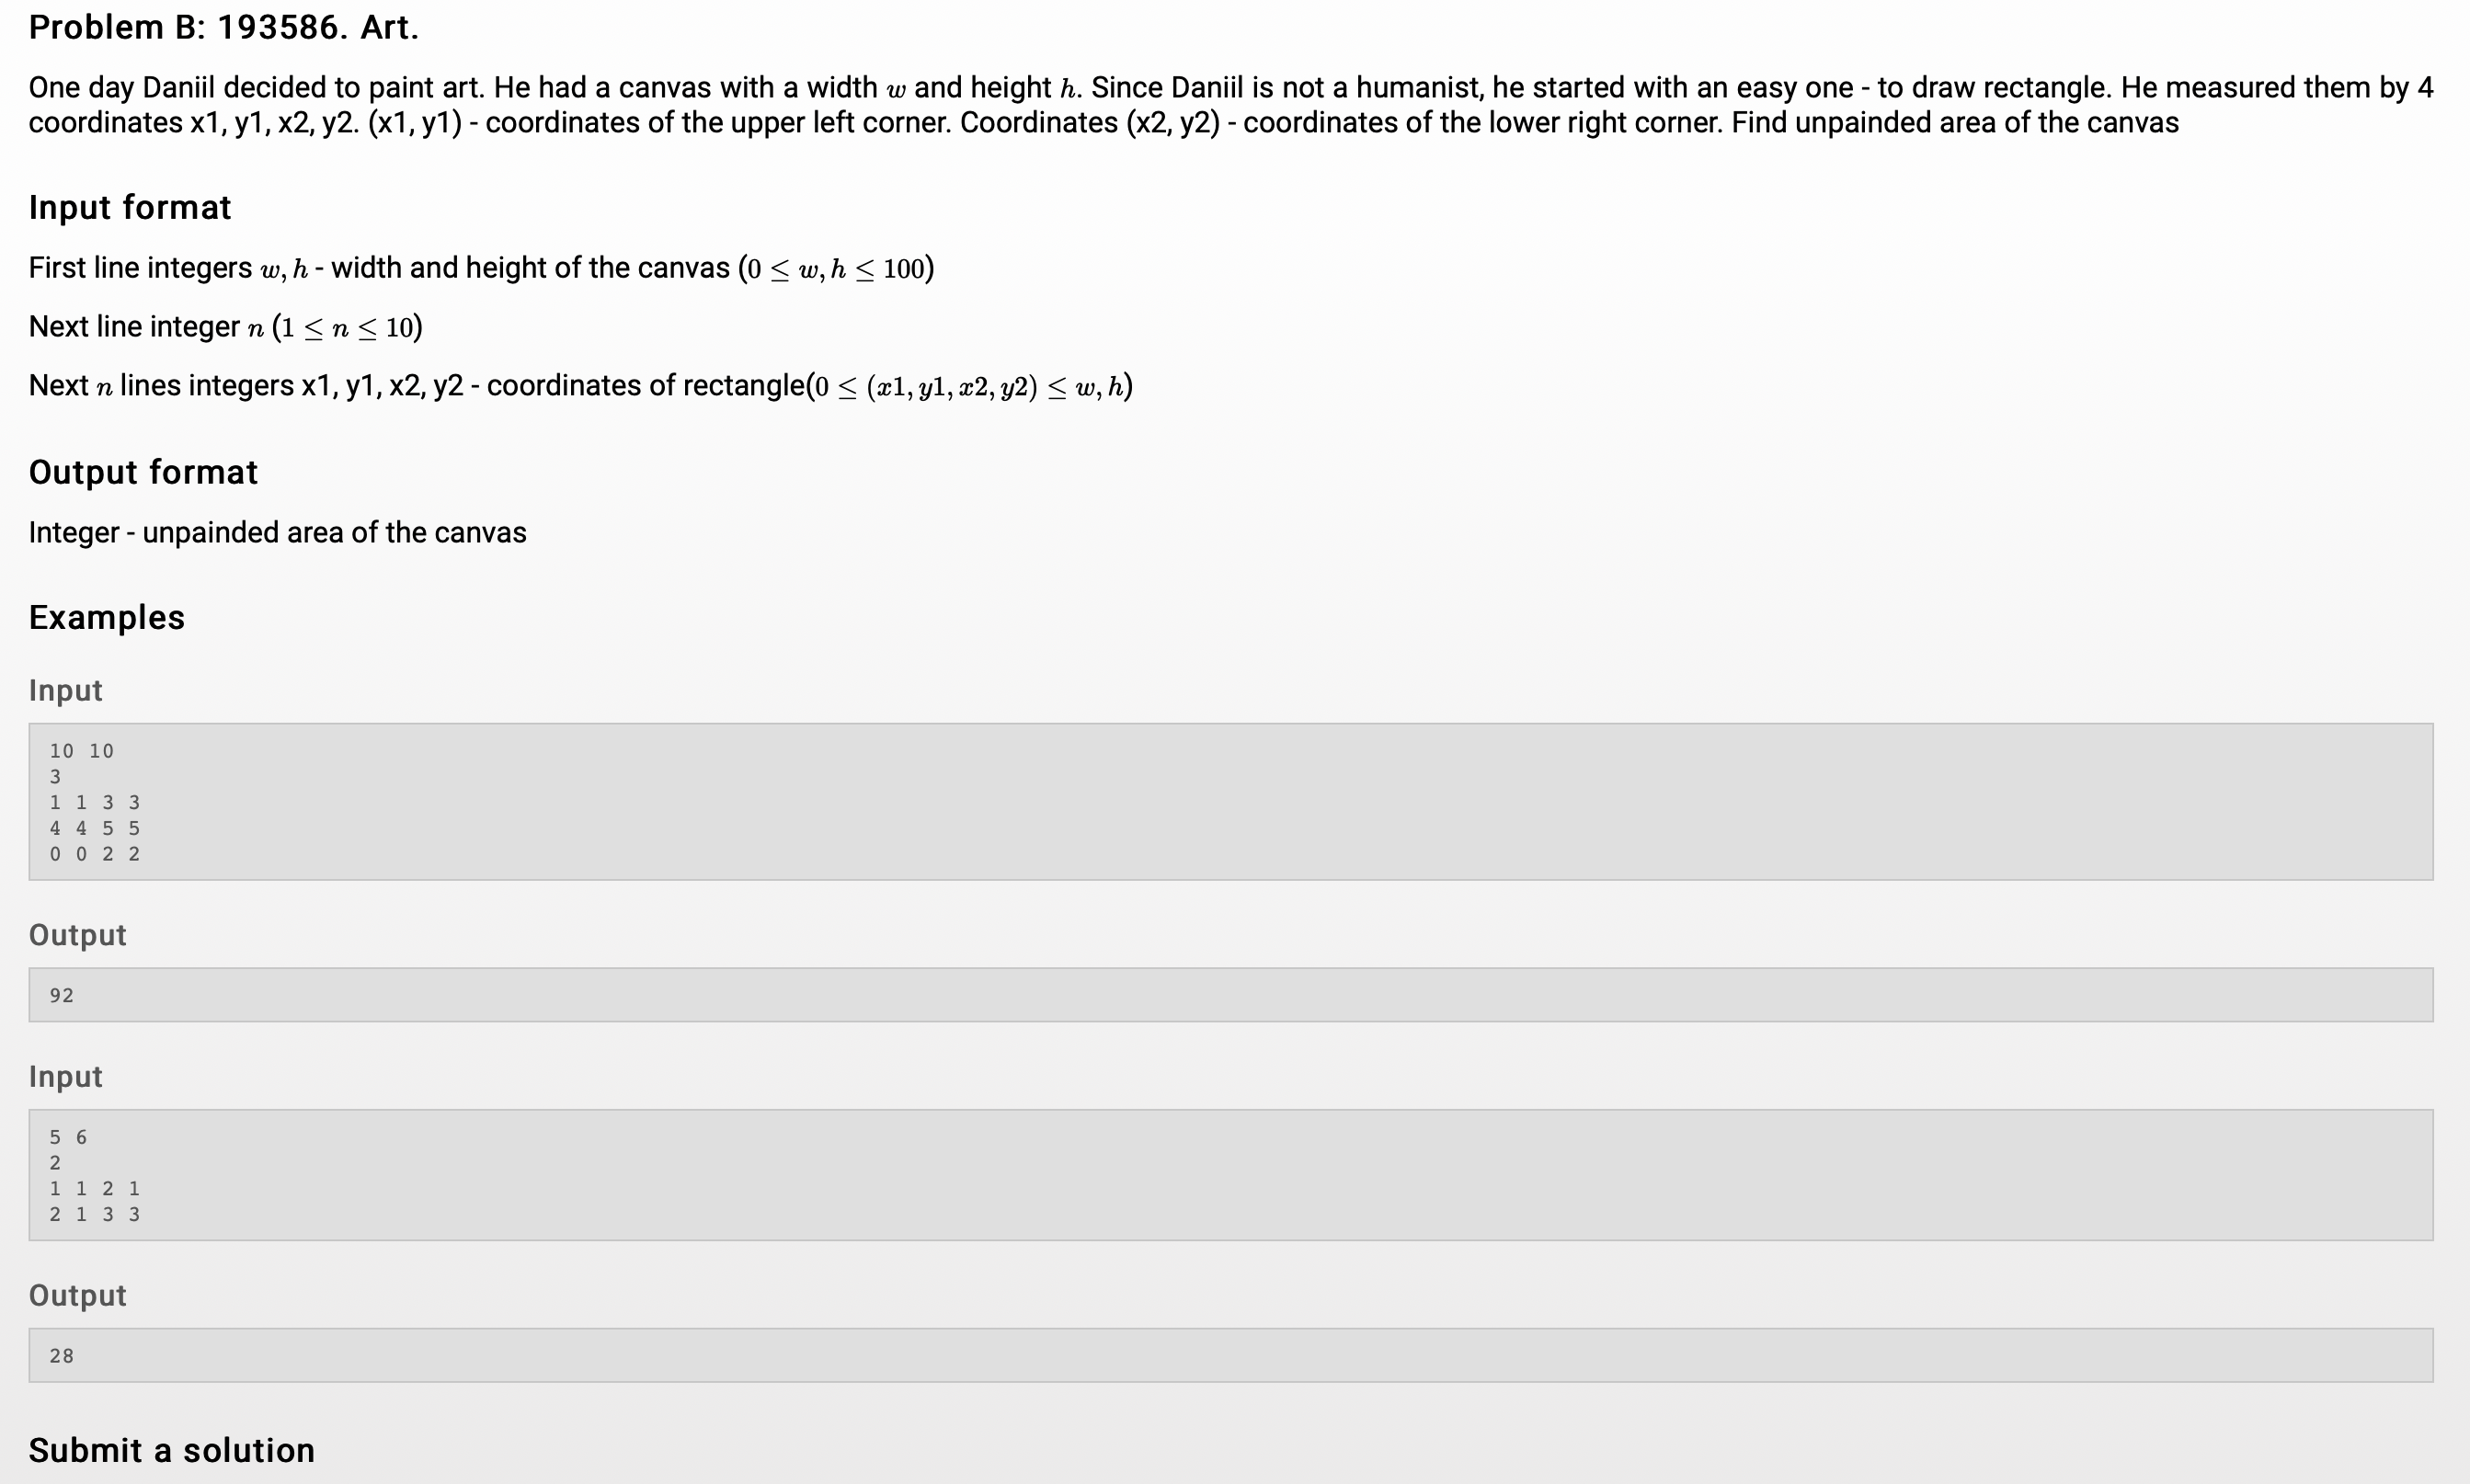 Problem B: 193586. Art.
One day Daniil decided to paint art. He had a canvas with a width w and height h. Since Daniil is not a humanist, he started with an easy one - to draw rectangle. He measured them by 4
coordinates x1, y1, x2, y2. (x1, y1) - coordinates of the upper left corner. Coordinates (x2, y2) - coordinates of the lower right corner. Find unpainded area of the canvas
Input format
First line integers w, h - width and height of the canvas (0 ≤ w, h ≤ 100)
Next line integer n (1 ≤ n ≤ 10)
Next n lines integers x1, y1, x2, y2 - coordinates of rectangle(0 ≤ (x1, y1, x2, y2) ≤ w, h)
Output format
Integer - unpainded area of the canvas
Examples
Input
10 10
3
1 1 3 3
4 4 5 5
0 0 2 2
Output
92
Input
5 6
2
1 1 2 1
2 1 3 3
Output
28
Submit a solution